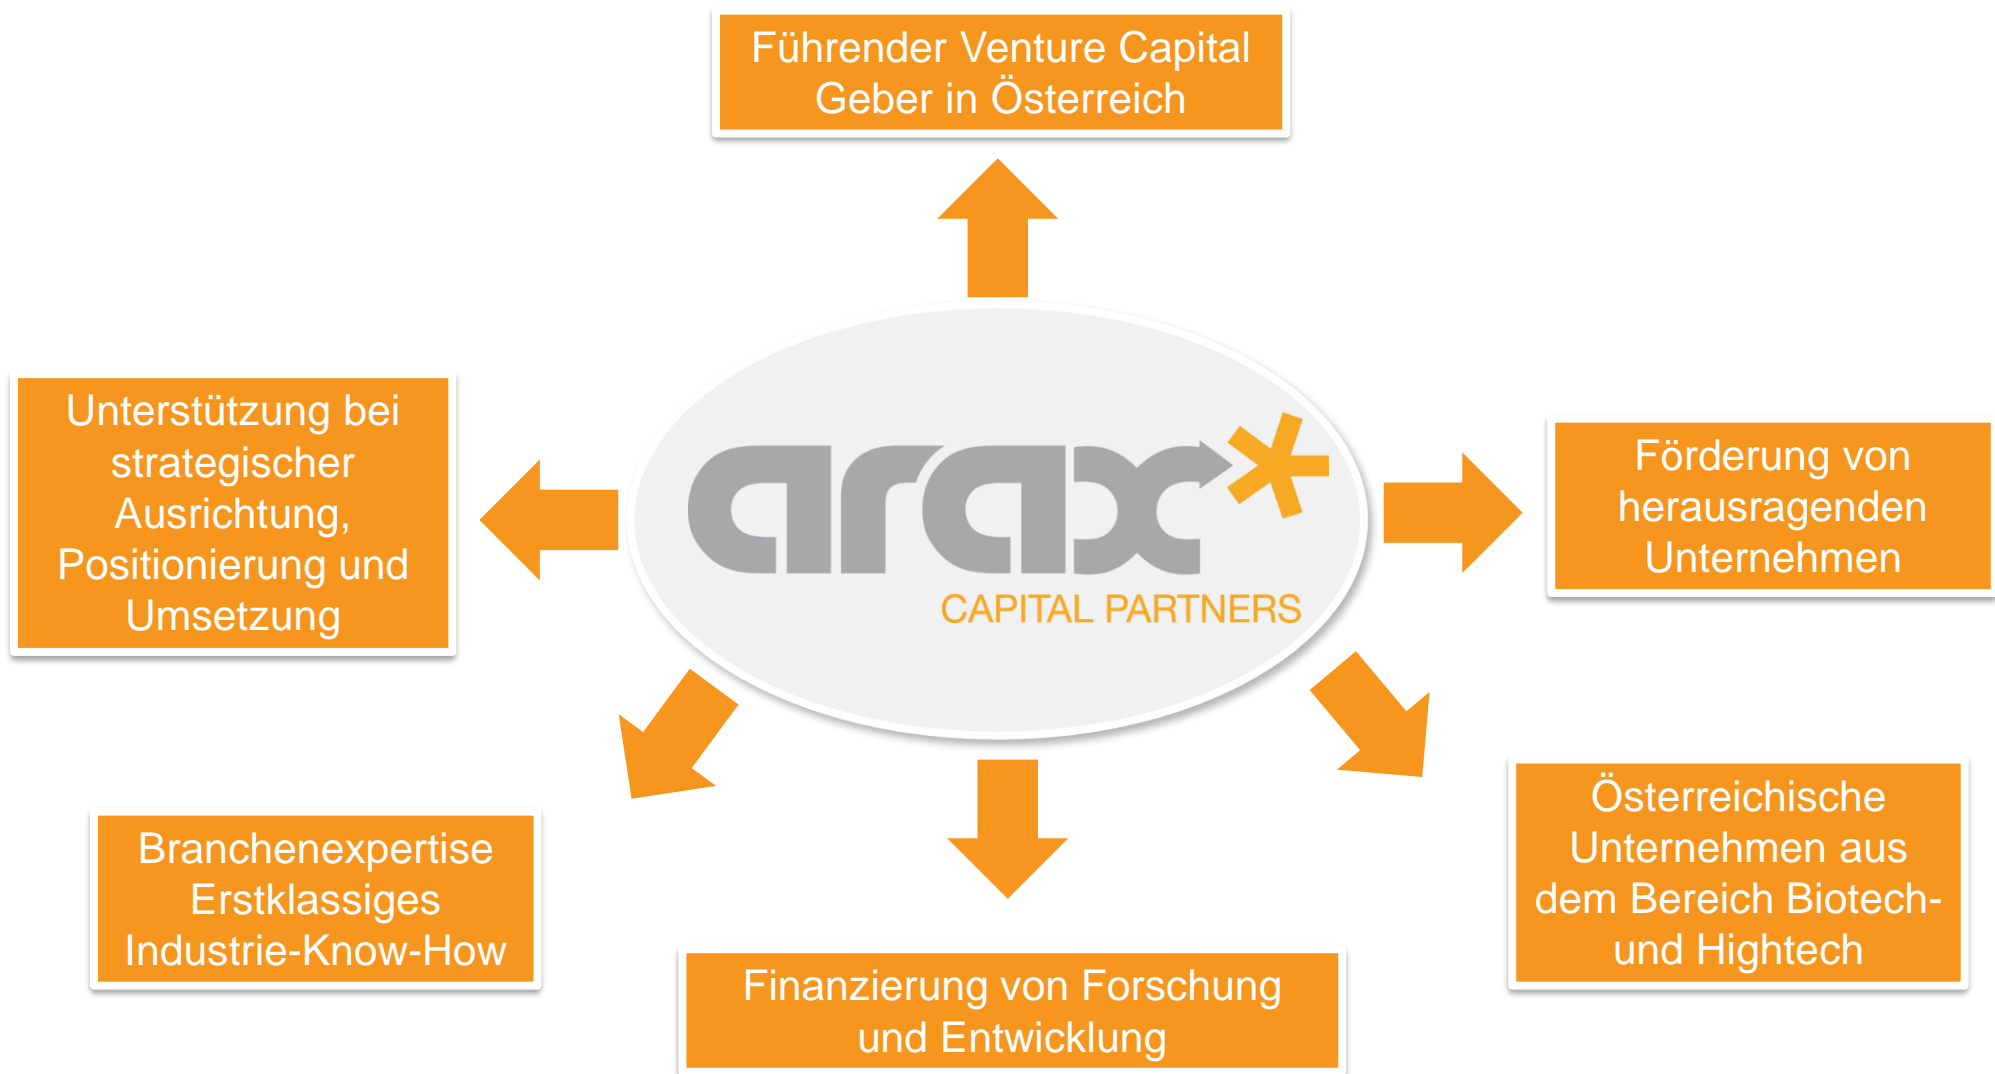 Führender Venture Capital
Geber in Österreich
Unterstützung bei
strategischer
Ausrichtung,
Positionierung und
Umsetzung
arax
CAPITAL PARTNERS
Förderung von
herausragenden
Unternehmen
Branchenexpertise
Erstklassiges
Industrie-Know-How
Finanzierung von Forschung
und Entwicklung
Österreichische
Unternehmen aus
dem Bereich Biotech-
und Hightech